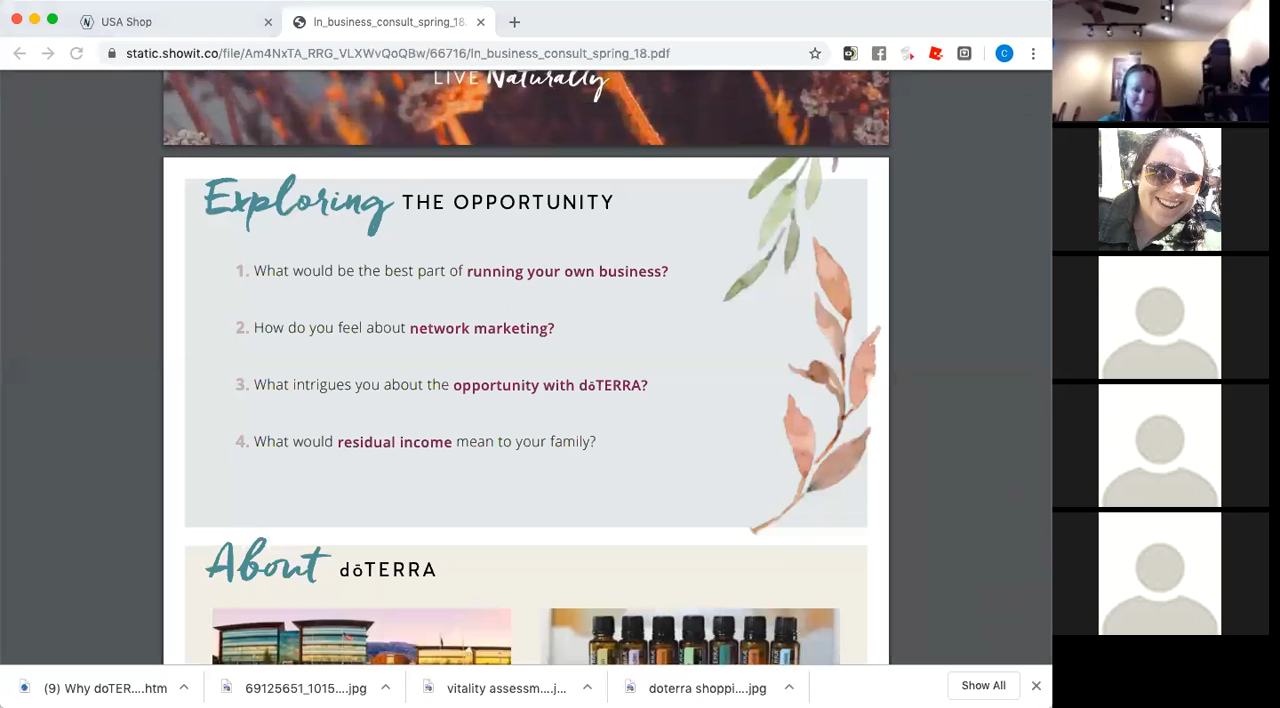 USA Shop
ln_business_consult_spring_18.
static.showit.co/file/Am4NxTA_RRG_VLXWvQoQBw/66716/ln_business_consult_spring_18.pdf
C
LIVE Naturally
Exploring THE OPPORTUNITY
1. What would be the best part of running your own business?
2. How do you feel about network marketing?
3. What intrigues you about the opportunity with dōTERRA?
4. What would residual income mean to your family?
About dōTERRA
(9) Why doTER....htm
69125651_1015....jpg
vitality assessm....j...
doterra shoppi....jpg
Show All